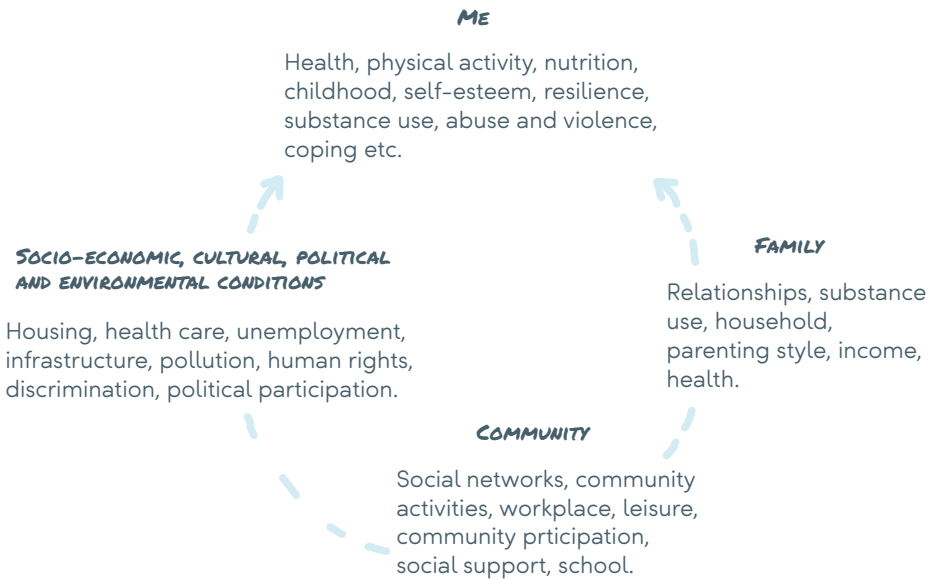 Me
Health, physical activity, nutrition,
childhood, self-esteem, resilience,
substance use, abuse and violence,
coping etc.
Family
Relationships, substance
use, household,
parenting style, income,
health.
Community
Social networks, community
activities, workplace, leisure,
community prticipation,
social support, school.
Socio-economic, cultural, political
and environmental conditions
Housing, health care, unemployment,
infrastructure, pollution, human rights,
discrimination, political participation.